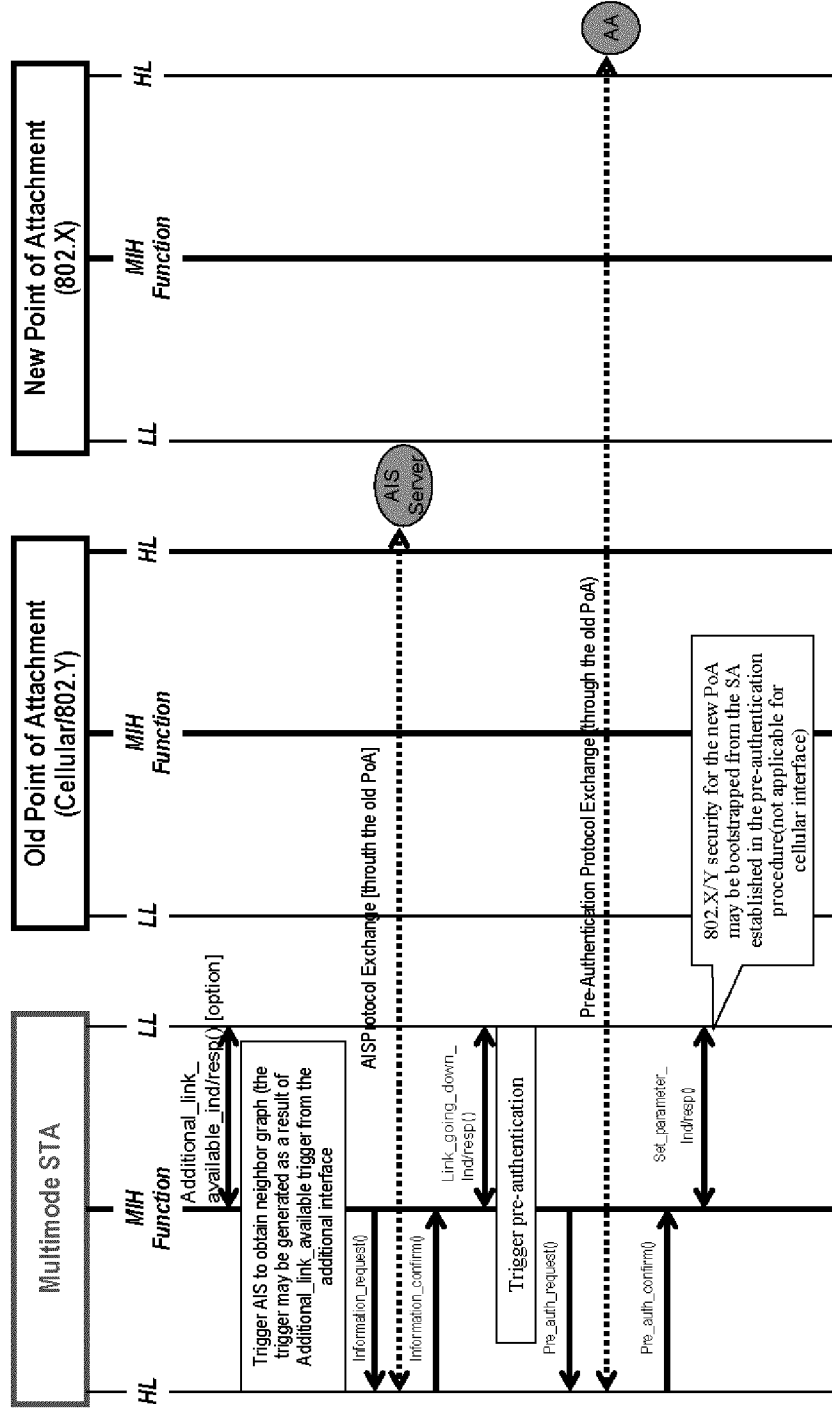 Multimode STA
HL
MIH
Function
LL
Old Point of Attachment
(Cellular/802.Y)
LL
MIH
Function
HL
New Point of Attachment
(802.X)
LL
MIH
Function
HL
Additional_link_
available_ind/resp() [option]
Trigger AIS to obtain neighbor graph (the
trigger may be generated as a result of
Additional_link_available trigger from the
additional interface
Information_request()
AISProtocol Exchange [throuth the old PoA]
AIS
Server
Information_confirm()
Link_going_down_
Ind/resp()
Trigger pre-authentication
Pre_auth_request()
Pre-Authentication Protocol Exchange [through the old PoA)
AA
Pre_auth_confirm()
Set_parameter_
Ind/resp()
802.X/Y security for the new PoA
may be bootstrapped from the SA
established in the pre-authentication
procedure(not applicable for
cellular interface)